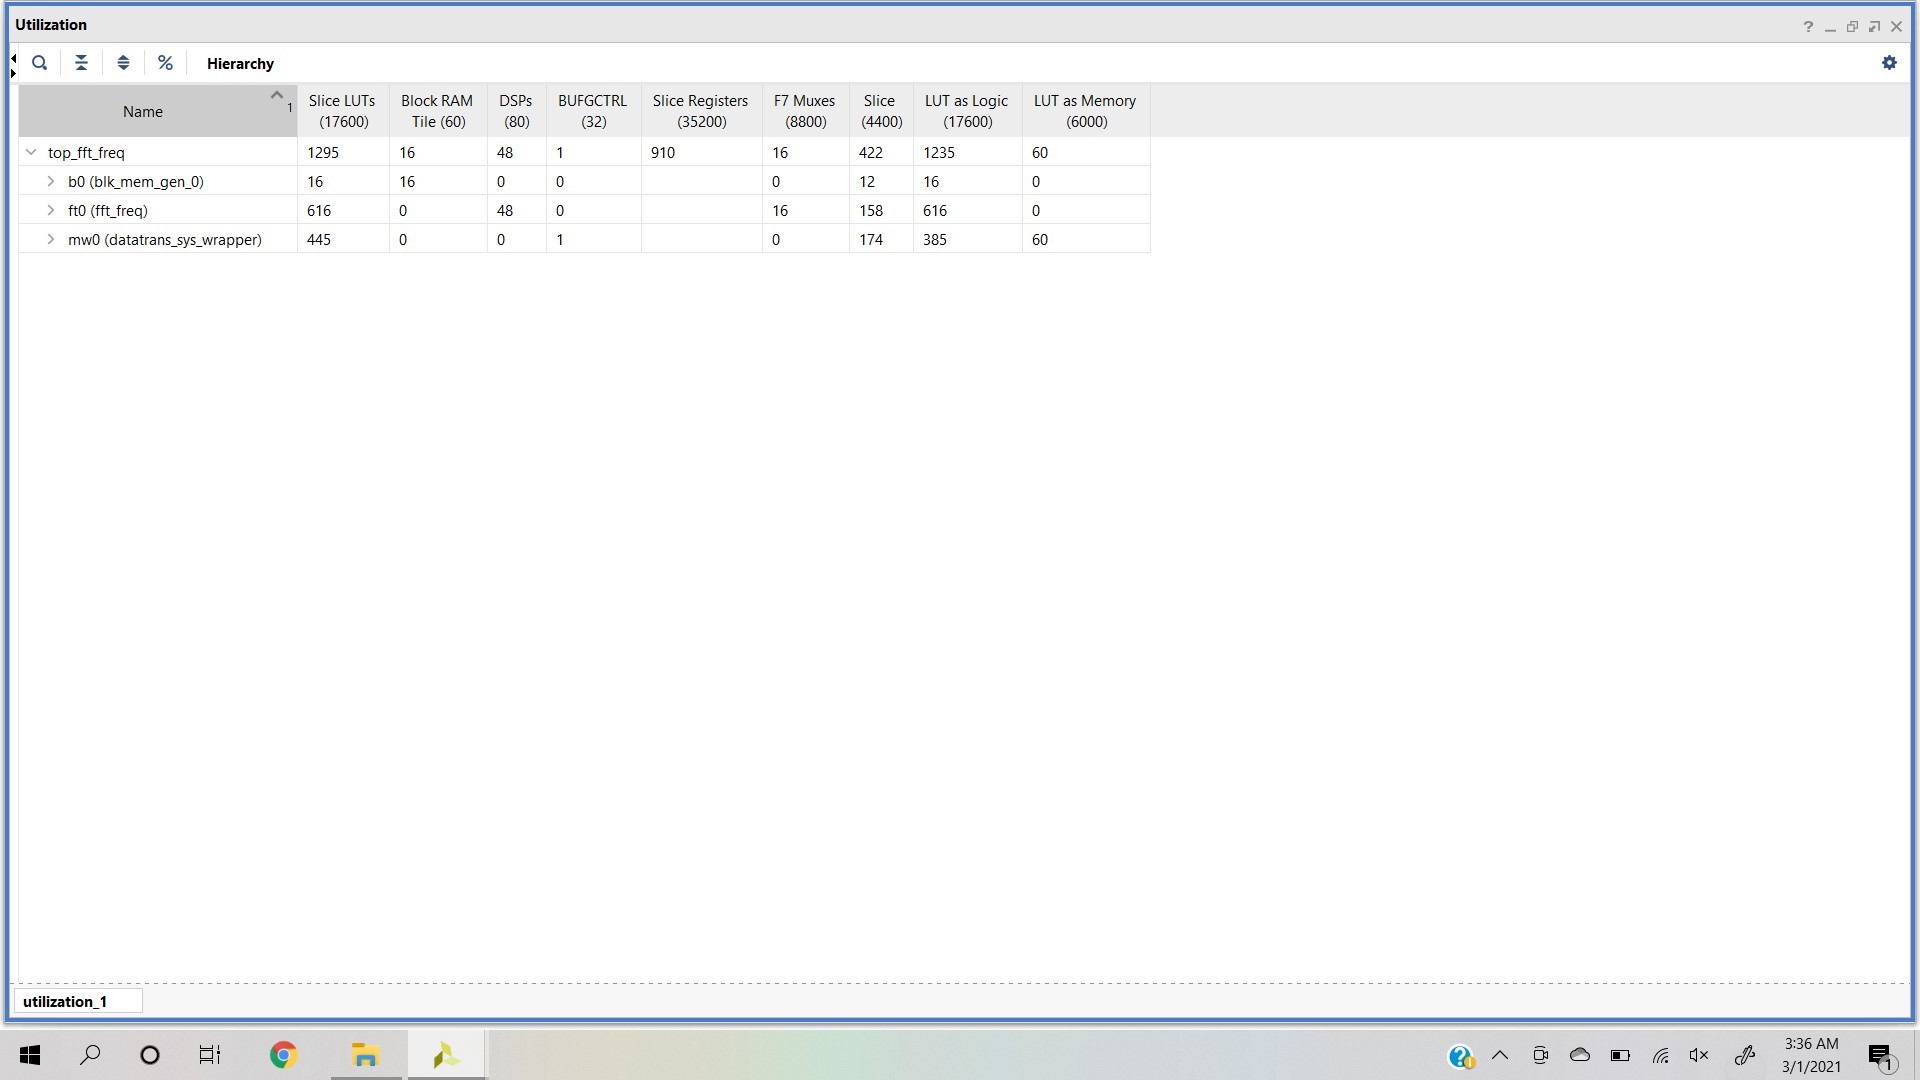 Utilization
Hierarchy
Name
1
Slice LUTs (17600)
Block RAM Tile (60)
DSPs (80)
BUFGCTRL (32)
Slice Registers (35200)
F7 Muxes (8800)
Slice (4400)
LUT as Logic (17600)
LUT as Memory (6000)
top_fft_freq 1295 16 48 1 910 16 422 1235 60
b0 (blk_mem_gen_0) 16 16 0 0 0 12 16 0
ft0 (fft_freq) 616 0 48 0 16 158 616 0
mw0 (datatrans_sys_wrapper) 445 0 0 1 0 174 385 60
utilization_1
3:36 AM
3/1/2021
1